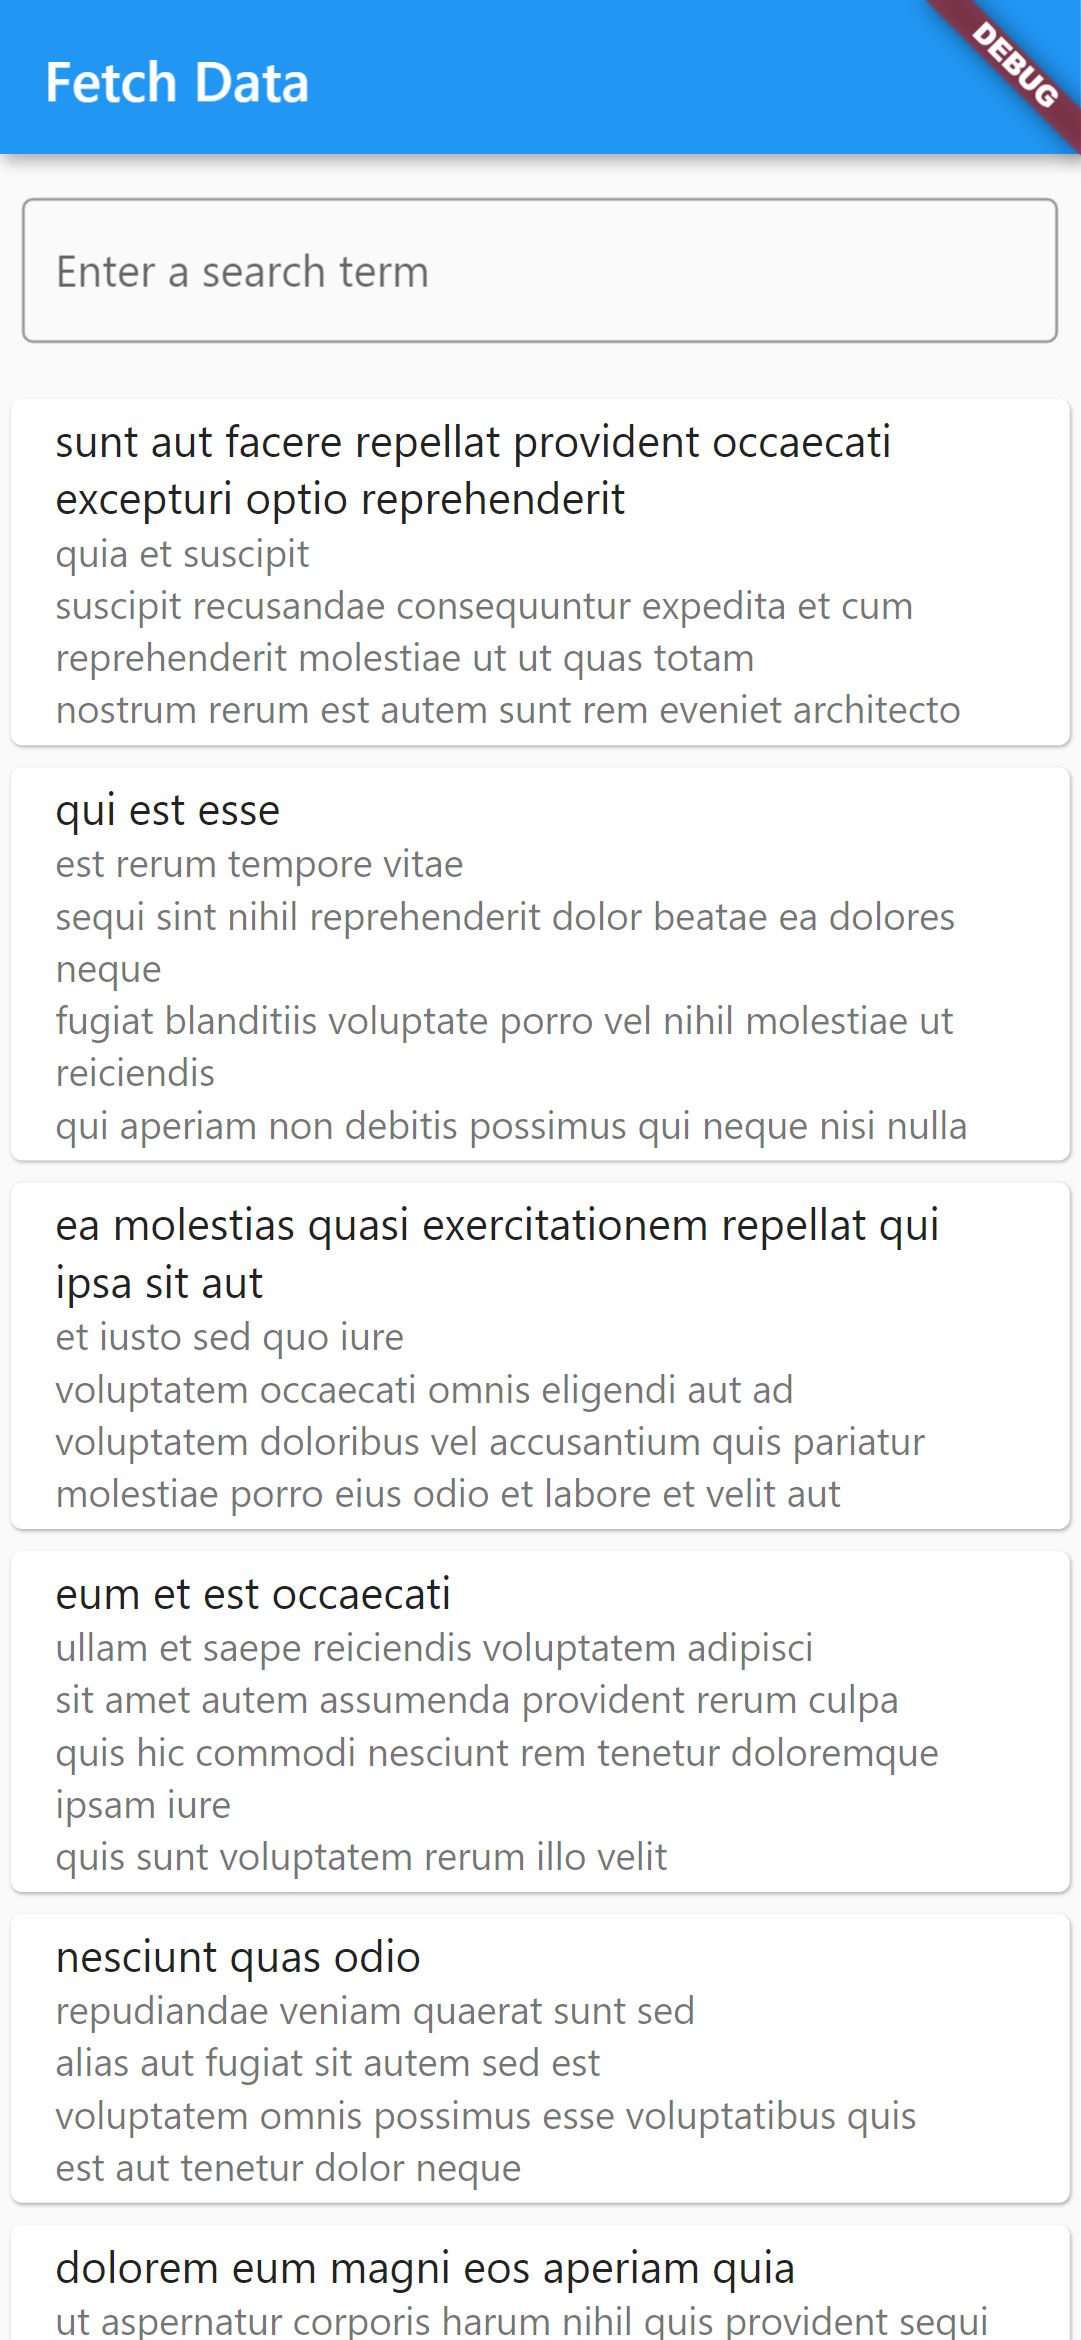 Fetch Data
DEBUG
Enter a search term
sunt aut facere repellat provident occaecati
excepturi optio reprehenderit
quia et suscipit
suscipit recusandae consequuntur expedita et cum
reprehenderit molestiae ut ut quas totam
nostrum rerum est autem sunt rem eveniet architecto
qui est esse
est rerum tempore vitae
sequi sint nihil reprehenderit dolor beatae ea dolores
neque
fugiat blanditiis voluptate porro vel nihil molestiae ut
reiciendis
qui aperiam non debitis possimus qui neque nisi nulla
ea molestias quasi exercitationem repellat qui
ipsa sit aut
et iusto sed quo iure
voluptatem occaecati omnis eligendi aut ad
voluptatem doloribus vel accusantium quis pariatur
molestiae porro eius odio et labore et velit aut
eum et est occaecati
ullam et saepe reiciendis voluptatem adipisci
sit amet autem assumenda provident rerum culpa
quis hic commodi nesciunt rem tenetur doloremque
ipsam iure
quis sunt voluptatem rerum illo velit
nesciunt quas odio
repudiandae veniam quaerat sunt sed
alias aut fugiat sit autem sed est
voluptatem omnis possimus esse voluptatibus quis
est aut tenetur dolor neque
dolorem eum magni eos aperiam quia
ut aspernatur corporis harum nihil quis provident sequi